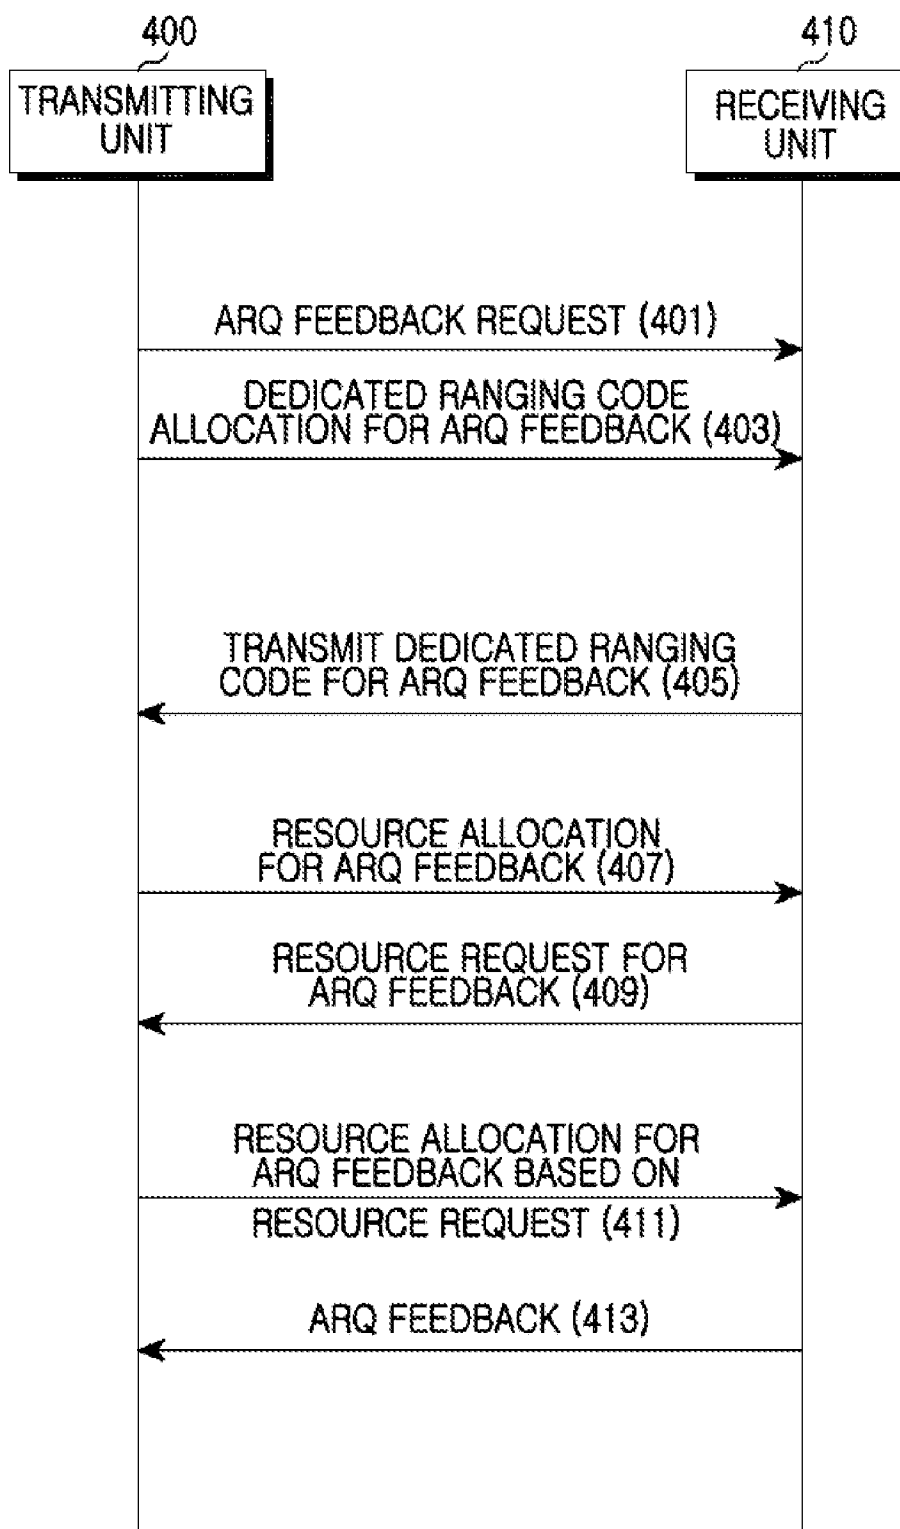 400
410
TRANSMITTING
UNIT
RECEIVING
UNIT
ARQ FEEDBACK REQUEST (401)
DEDICATED RANGING CODE
ALLOCATION FOR ARQ FEEDBACK (403)
TRANSMIT DEDICATED RANGING
CODE FOR ARQ FEEDBACK (405)
RESOURCE ALLOCATION
FOR ARQ FEEDBACK (407)
RESOURCE REQUEST FOR
ARQ FEEDBACK (409)
RESOURCE ALLOCATION FOR
ARQ FEEDBACK BASED ON
RESOURCE REQUEST (411)
ARQ FEEDBACK (413)